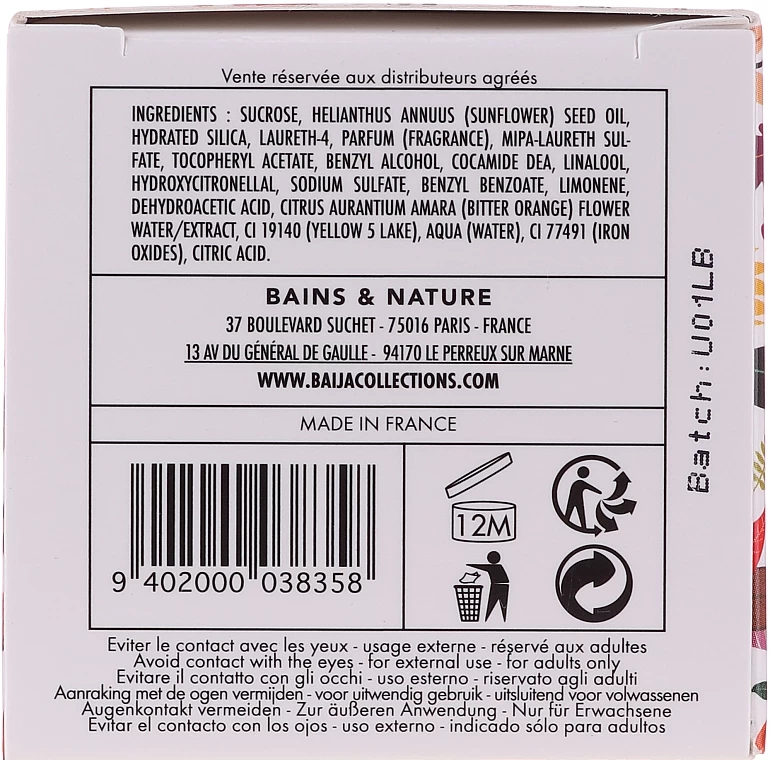 Vente réservée aux distributeurs agréés
INGREDIENTS : SUCROSE, HELIANTHUS ANNUUS (SUNFLOWER) SEED OIL,
HYDRATED SILICA, LAURETH-4, PARFUM (FRAGRANCE), MIPA-LAURETH SUL-
FATE, TOCOPHERYL ACETATE, BENZYL ALCOHOL, COCAMIDE DEA, LINALOOL,
HYDROXYCITRONELLAL, SODIUM SULFATE, BENZYL BENZOATE, LIMONENE,
DEHYDROACETIC ACID, CITRUS AURANTIUM AMARA (BITTER ORANGE) FLOWER
WATER/EXTRACT, CI 19140 (YELLOW 5 LAKE), AQUA (WATER), CI 77491 (IRON
OXIDES), CITRIC ACID.
BAINS & NATURE
37 BOULEVARD SUCHET - 75016 PARIS - FRANCE
13 AV DU GÉNÉRAL DE GAULLE - 94170 LE PERREUX SUR MARNE
WWW.BAIJACOLLECTIONS.COM
MADE IN FRANCE
9 402000 038358
12M
Batch:U01LB
Eviter le contact avec les yeux - usage externe - réservé aux adultes
Avoid contact with the eyes - for external use - for adults only
Evitare il contatto con gli occhi - uso esterno - riservato agli adulti
Aanraking met de ogen vermijden - voor uitwendig gebruik - uitsluitend voor volwassenen
Augenkontakt vermeiden - Zur äußeren Anwendung - Nur für Erwachsene
Evitar el contacto con los ojos - uso externo - indicado sólo para adultos